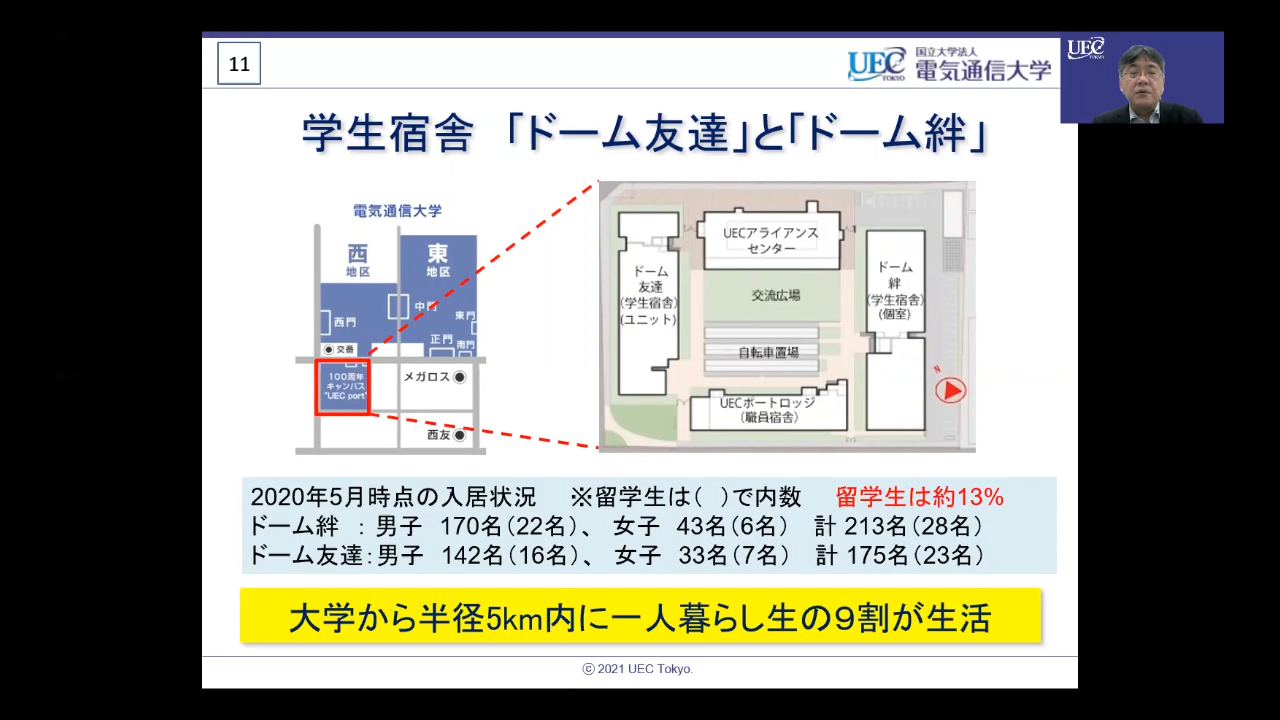 11
UEC
TOKYO
国立大学法人
電気通信大学
UEC
TOKYO
学生宿舎 「ドーム友達」と「ドーム絆」
電気通信大学
西
地区
東
地区
中門
東門
西門
正門
南門
交番
100周年
キャンパス
"UEC port"
メガロス
西友
UECアライアンス
センター
ドーム
友達
(学生宿舎)
(ユニット)
交流広場
ドーム
絆
(学生宿舎)
(個室)
自転車置場
UECポートロッジ
(職員宿舎)
N
2020年5月時点の入居状況 ※留学生は( )で内数 留学生は約13%
ドーム絆 : 男子 170名(22名)、 女子 43名(6名) 計 213名(28名)
ドーム友達:男子 142名(16名)、 女子 33名(7名) 計 175名(23名)
大学から半径5km内に一人暮らし生の9割が生活
ⓒ 2021 UEC Tokyo.